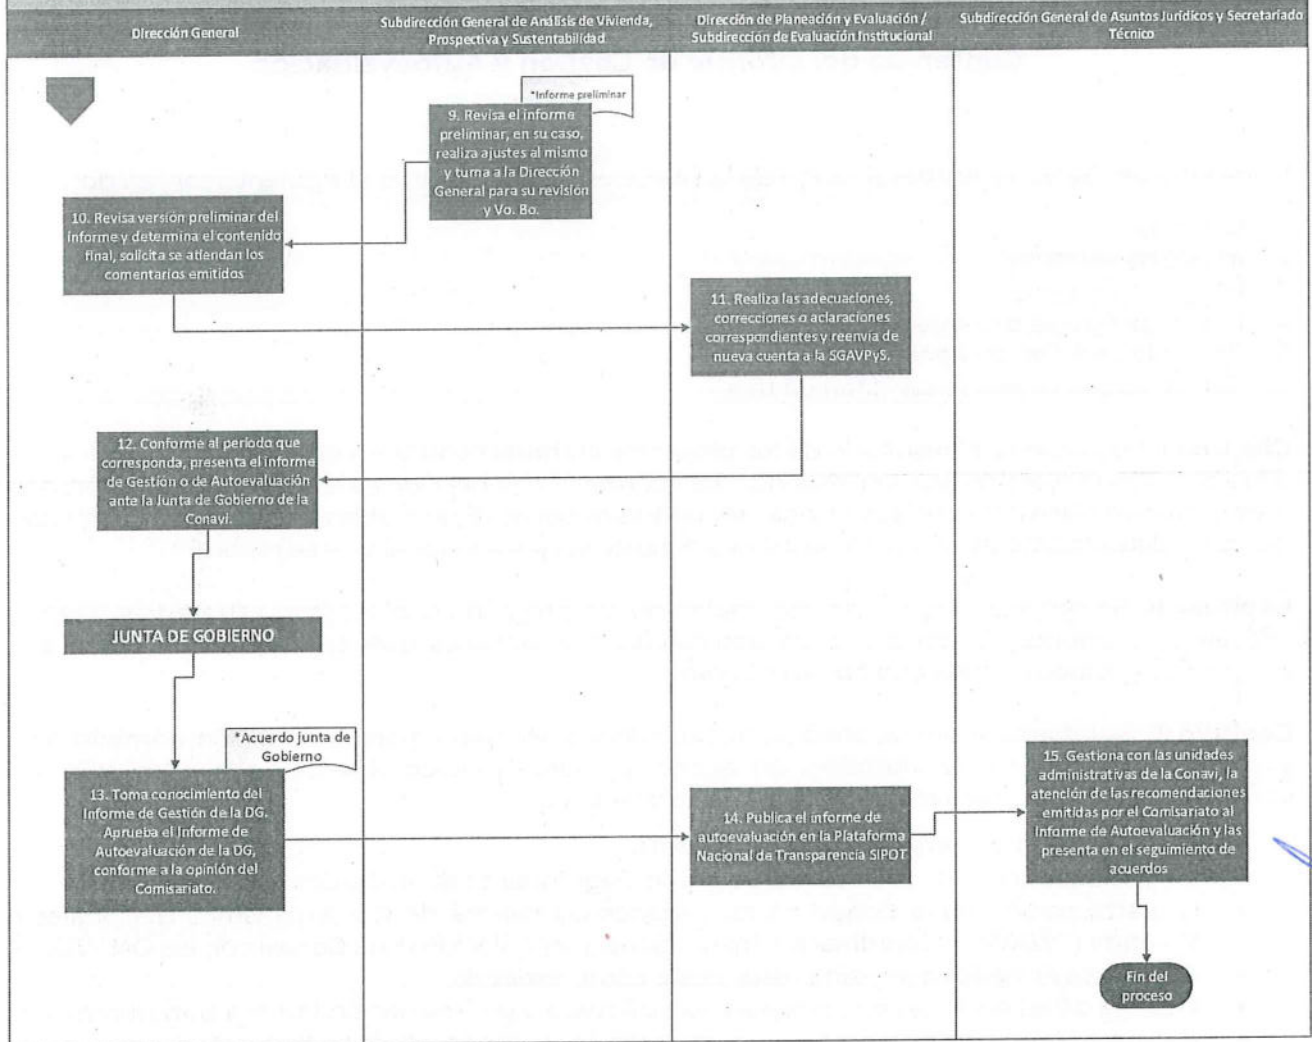 Dirección General
Subdirección General de Análisis de Vivienda,
Prospectiva y Sustentabilidad
Dirección de Planeación y Evaluación /
Subdirección de Evaluación Institucional
Subdirección General de Asuntos Jurídicos y Secretariado
Técnico
*Informe preliminar
9. Revisa el informe
preliminar, en su caso,
realiza ajustes al mismo
y turna a la Dirección
General para su revisión
y Vo. Bo.
10. Revisa versión preliminar del
informe y determina el contenido
final, solicita se atiendan los
comentarios emitidos
11. Realiza las adecuaciones,
correcciones o aclaraciones
correspondientes y reenvía de
nueva cuenta a la SGAVPyS.
12. Conforme al periodo que
corresponda, presenta el informe
de Gestión o de Autoevaluación
ante la Junta de Gobierno de la
Conavi.
JUNTA DE GOBIERNO
*Acuerdo junta de
Gobierno
13. Toma conocimiento del
Informe de Gestión de la DG.
Aprueba el Informe de
Autoevaluación de la DG,
conforme a la opinión del
Comisariato.
14. Publica el informe de
autoevaluación en la Plataforma
Nacional de Transparencia SIPOT
15. Gestiona con las unidades
administrativas de la Conavi, la
atención de las recomendaciones
emitidas por el Comisariato al
Informe de Autoevaluación y las
presenta en el seguimiento de
acuerdos
Fin del
proceso